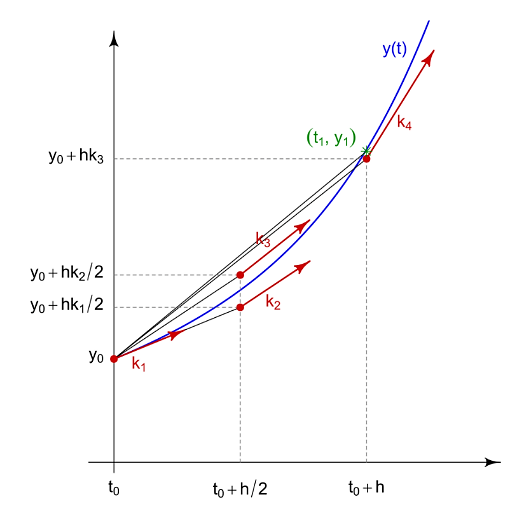 y(t)
k₄
(t₁, y₁)
y₀+hk₃
k₃
y₀+hk₂/2
k₂
y₀+hk₁/2
y₀
k₁
t₀
t₀+h/2
t₀+h